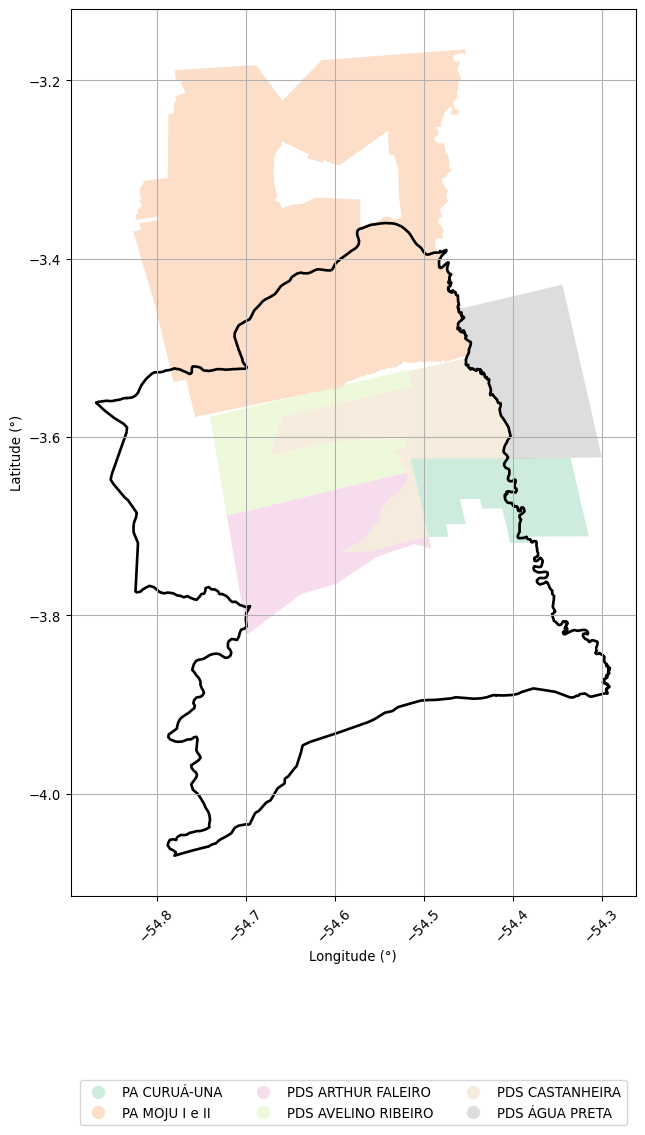 −3.2
−3.4
−3.6
−3.8
−4.0
Latitude (°)
−54.8
−54.7
−54.6
−54.5
−54.4
−54.3
Longitude (°)
PA CURUÁ-UNA
PDS ARTHUR FALEIRO
PDS CASTANHEIRA
PA MOJU I e II
PDS AVELINO RIBEIRO
PDS ÁGUA PRETA